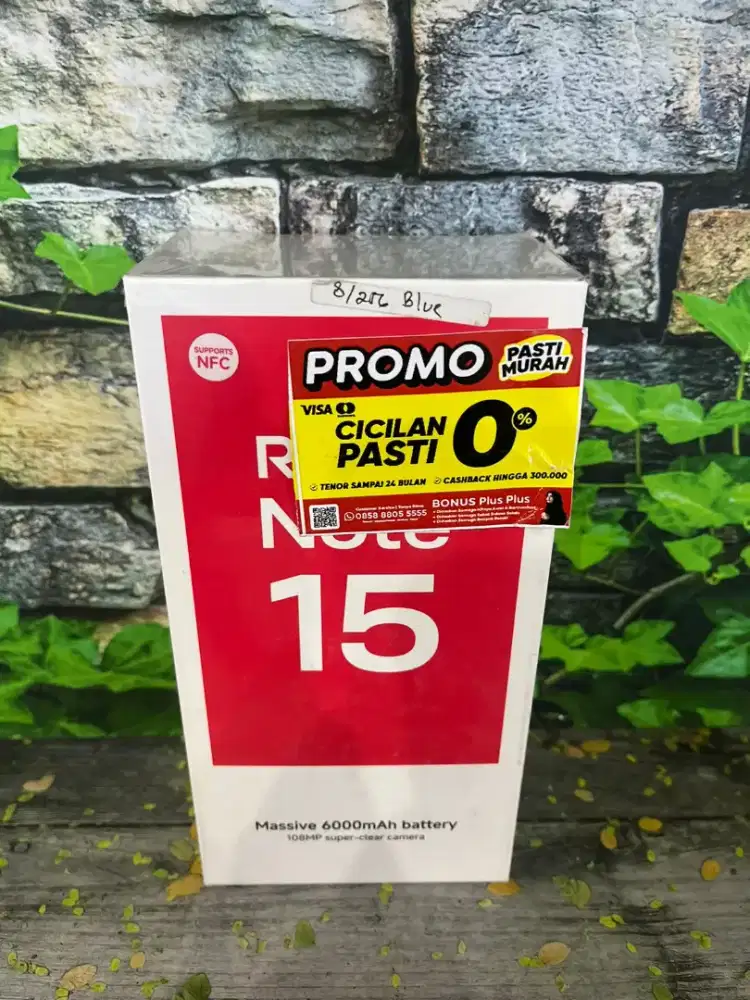 8/256 Blue
SUPPORTS
NFC
PROMO
PASTI
MURAH
VISA
CICILAN
PASTI
0%
TENOR SAMPAI 24 BULAN
CASHBACK HINGGA 300.000
BONUS Plus Plus
0858 8805 5555
R
Note
15
Massive 6000mAh battery
108MP super-clear camera